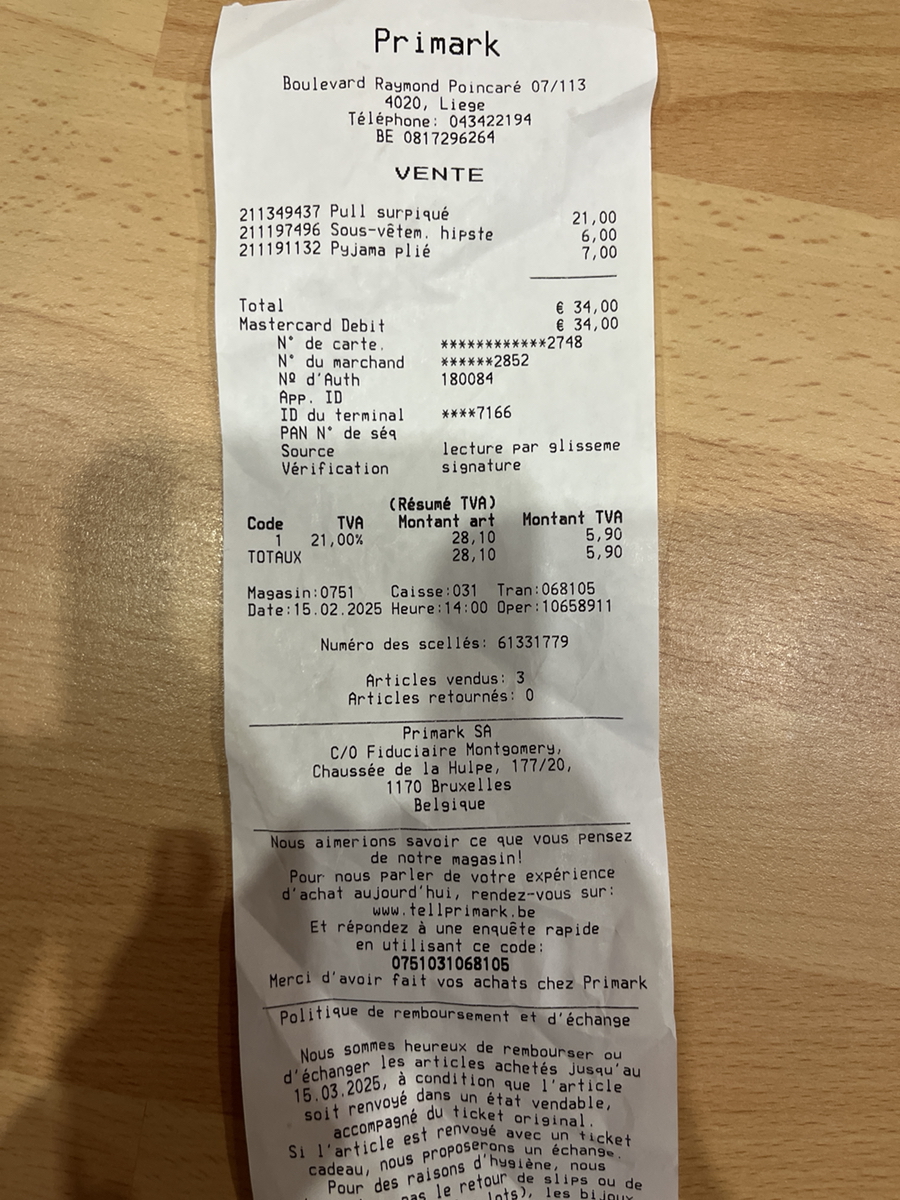 Primark
Boulevard Raymond Poincaré 07/113
4020, Liege
Téléphone: 043422194
BE 0817296264
VENTE
211349437 Pull surpiqué 21,00
211197496 Sous-vêtem. hipste 6,00
211191132 Pyjama plié 7,00
Total € 34,00
Mastercard Debit € 34,00
N° de carte. ************2748
N° du marchand ******2852
Nº d'Auth 180084
App. ID
ID du terminal ****7166
PAN N° de séq
Source lecture par glisseme
Vérification signature
(Résumé TVA)
Code TVA Montant art Montant TVA
1 21,00% 28,10 5,90
TOTAUX 28,10 5,90
Magasin:0751 Caisse:031 Tran:068105
Date:15.02.2025 Heure:14:00 Oper:10658911
Numéro des scellés: 61331779
Articles vendus: 3
Articles retournés: 0
Primark SA
C/O Fiduciaire Montgomery,
Chaussée de la Hulpe, 177/20,
1170 Bruxelles
Belgique
Nous aimerions savoir ce que vous pensez
de notre magasin!
Pour nous parler de votre expérience
d'achat aujourd'hui, rendez-vous sur:
www.tellprimark.be
Et répondez à une enquête rapide
en utilisant ce code:
0751031068105
Merci d'avoir fait vos achats chez Primark
Politique de remboursement et d'échange
Nous sommes heureux de rembourser ou
d'échanger les articles achetés jusqu'au
15.03.2025, à condition que l'article
soit renvoyé dans un état vendable,
accompagné du ticket original.
Si l'article est renvoyé avec un ticket
cadeau, nous proposerons un échange.
Pour des raisons d'hygiène, nous
pas le retour de slips ou de
lots), les bijoux